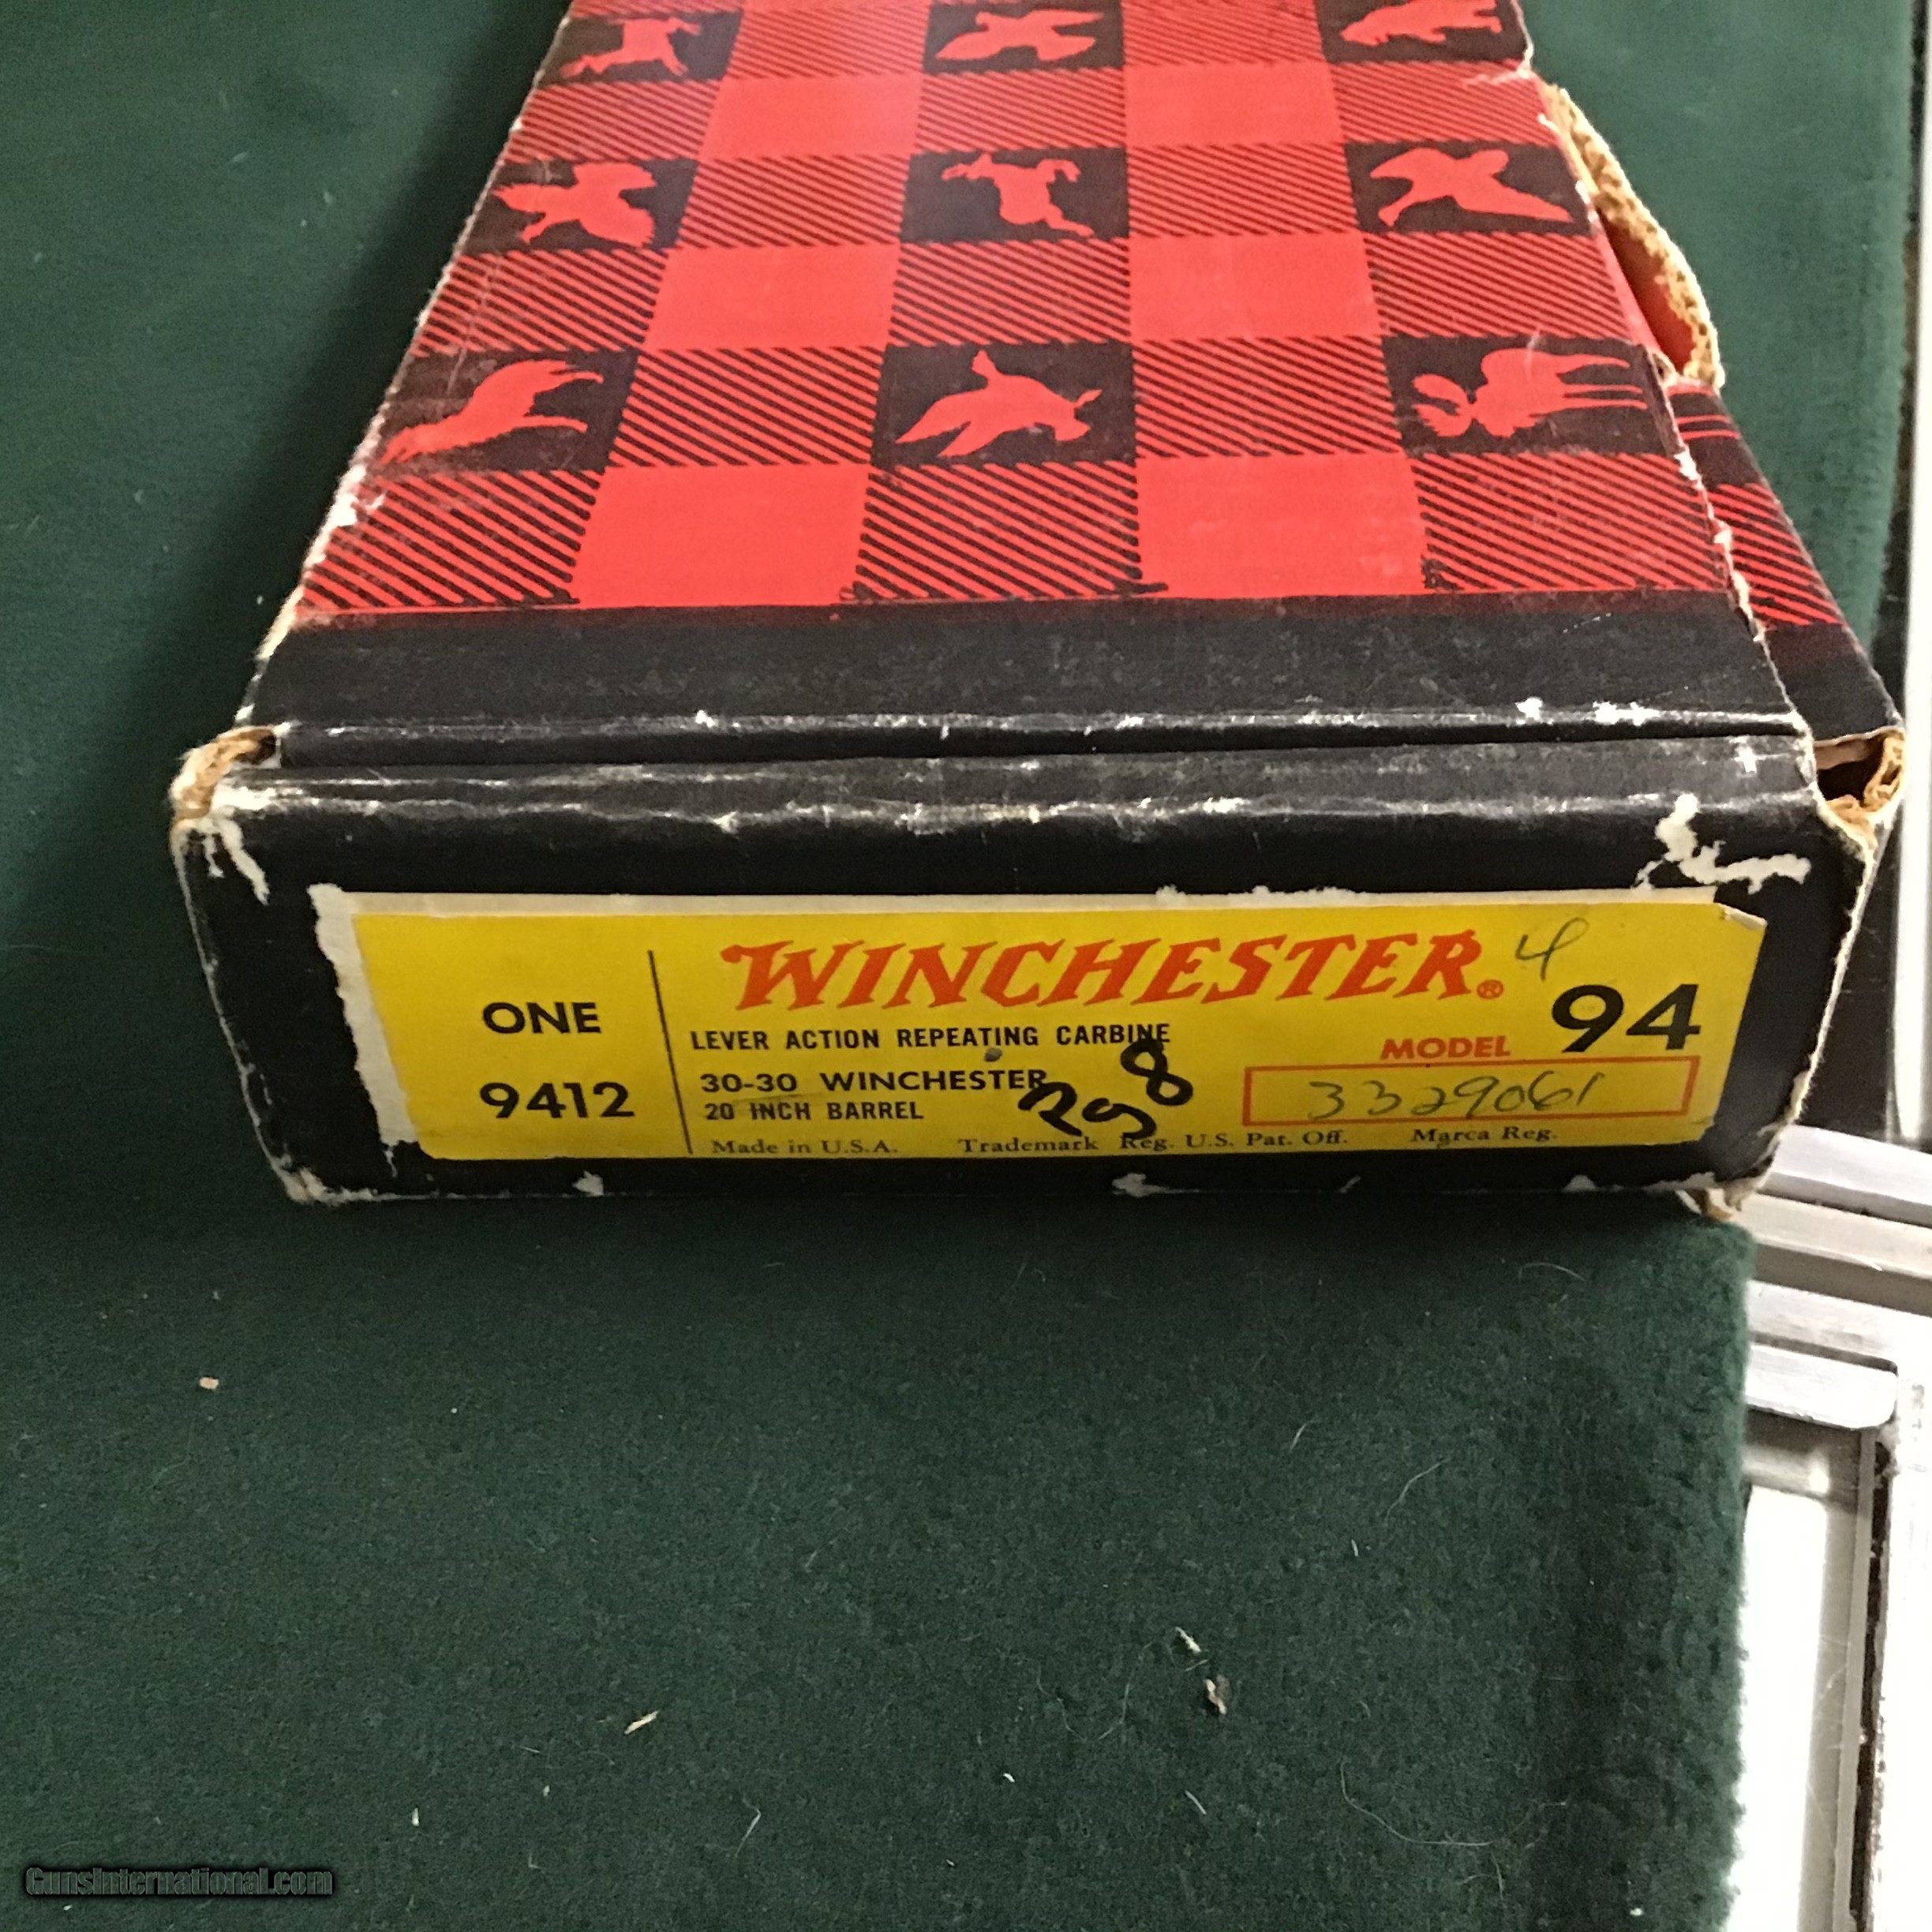 ONE
9412
WINCHESTER® 4
LEVER ACTION REPEATING CARBINE
30-30 WINCHESTER
20 INCH BARREL
MODEL 94
3329061
Made in U.S.A. Trademark Reg. U.S. Pat. Off. Marca Reg.
GunsInternational.com